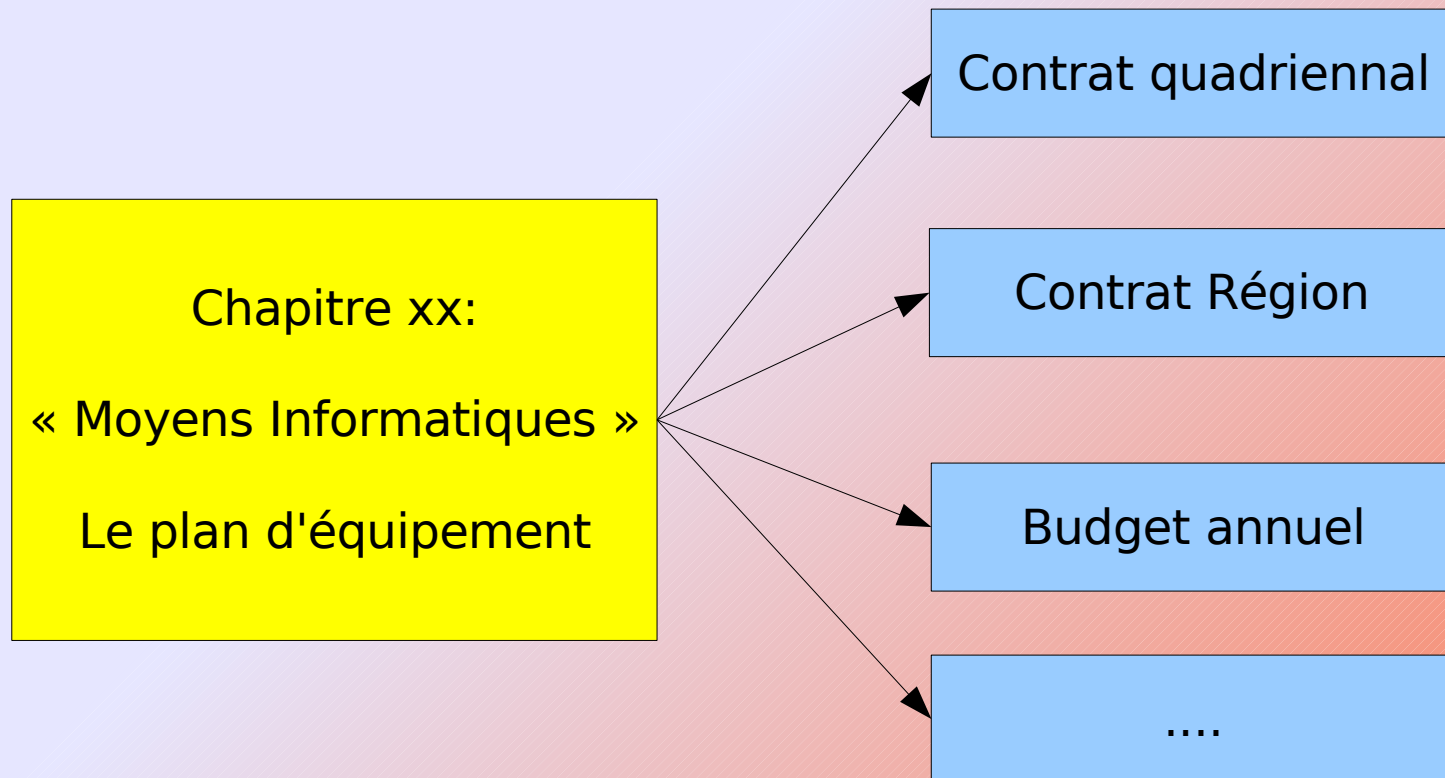 Chapitre xx:
« Moyens Informatiques »
Le plan d'équipement
Contrat quadriennal
Contrat Région
Budget annuel
....